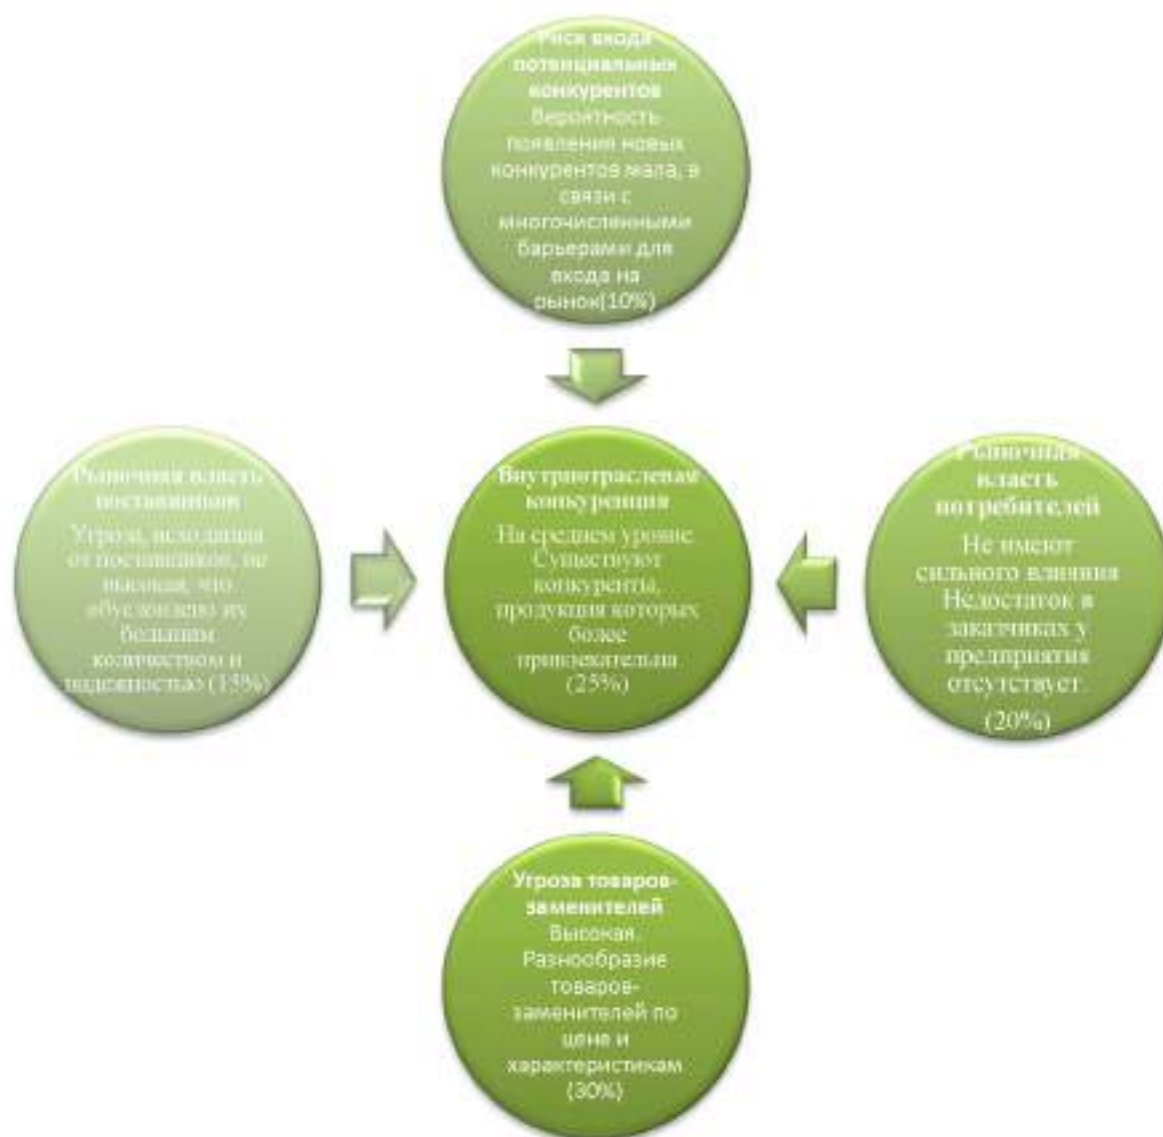 Риск входа
потенциальных
конкурентов
Вероятность
появления новых
конкурентов мала, в
связи с
многочисленными
барьерами для
входа на
рынок(10%)
Рыночная власть
поставщиков
Угроза, исходящая
от поставщиков, не
высокая, что
обусловлено их
большим
количеством и
надежностью (15%)
Внутриотраслевая
конкуренция
На среднем уровне
Существуют
конкуренты,
продукция которых
более
привлекательна
(25%)
Рыночная
власть
потребителей
Не имеют
сильного влияния
Недостаток в
заказчиках у
предприятия
отсутствует.
(20%)
Угроза товаров-
заменителей
Высокая.
Разнообразие
товаров-
заменителей по
цене и
характеристикам
(30%)